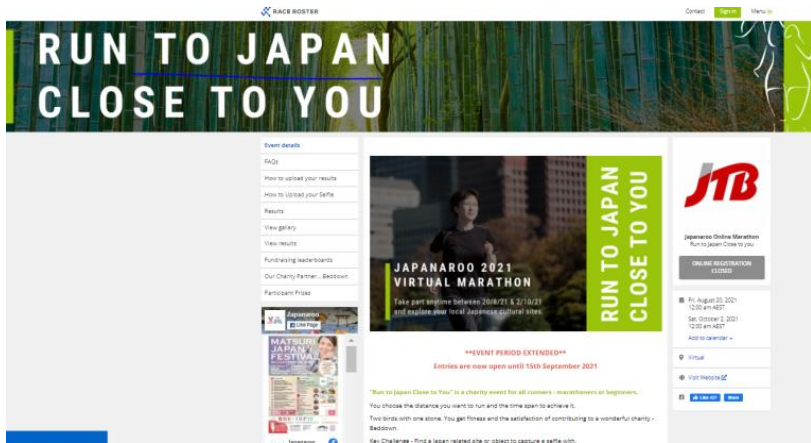 RACE ROSTER
Contact
Sign in
Menu
RUN TO JAPAN
CLOSE TO YOU
Event details
FAQs
How to upload your results
How to Upload your Selfie
Results
View gallery
View results
Fundraising leaderboards
Our Charity Partner... Beddown
Participant Prizes
Japanaroo
Like Page
MATSURI
JAPAN
FESTIVAL
Japanaroo
JAPANAROO 2021
VIRTUAL MARATHON
Take part anytime between 20/8/21 & 2/10/21
and explore your local Japanese cultural sites.
RUN TO JAPAN
CLOSE TO YOU
**EVENT PERIOD EXTENDED**
Entries are now open until 15th September 2021
"Run to Japan Close to You" is a charity event for all runners - marathoners or beginners.
You choose the distance you want to run and the time span to achieve it.
Two birds with one stone. You get fitness and the satisfaction of contributing to a wonderful charity -
Beddown.
Key Challenge - Find a Japan related site or object to capture a selfie with.
JTB
Japanaroo Online Marathon
Run to Japan Close to you
ONLINE REGISTRATION
CLOSED
Fri, August 20, 2021
12:00 am AEST
Sat, October 2, 2021
12:00 am AEST
Add to calendar
Virtual
Visit Website
Like 437
Share